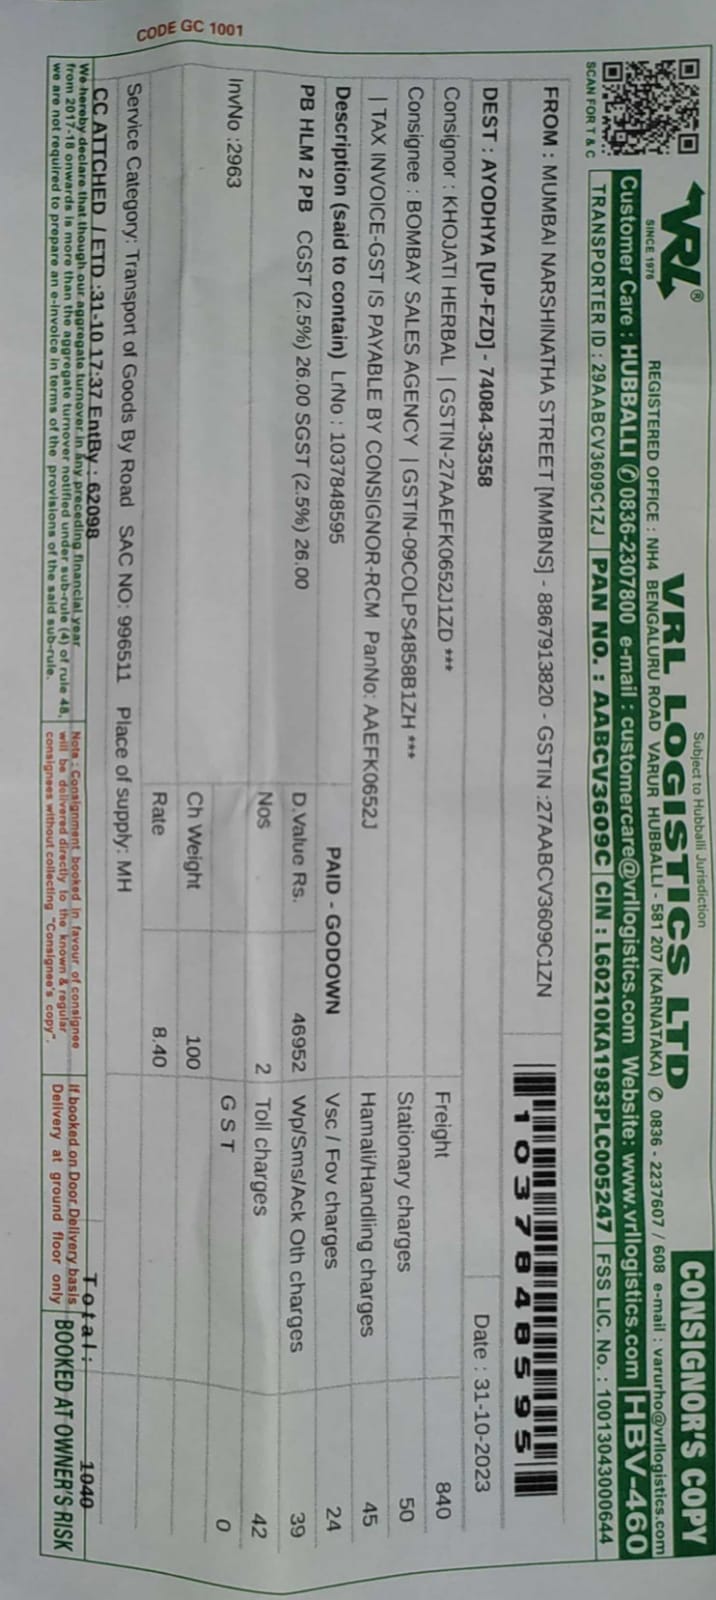 Subject to Hubballi Jurisdiction
CONSIGNOR'S COPY
VRL®
SINCE 1976
VRL LOGISTICS LTD
REGISTERED OFFICE : NH4 BENGALURU ROAD VARUR HUBBALLI - 581 207 (KARNATAKA) ✆ 0836 - 2237607 / 608 e-mail : varurho@vrllogistics.com
Customer Care : HUBBALLI ✆ 0836-2307800 e-mail : customercare@vrllogistics.com Website: www.vrllogistics.com HBV-460
SCAN FOR T & C
TRANSPORTER ID : 29AABCV3609C1ZJ PAN NO. : AABCV3609C CIN : L60210KA1983PLC005247 FSS LIC. No. : 10013043000644
FROM : MUMBAI NARSHINATHA STREET [MMBNS] - 8867913820 - GSTIN :27AABCV3609C1ZN
1037848595
DEST : AYODHYA [UP-FZD] - 74084-35358
Date : 31-10-2023
Consignor : KHOJATI HERBAL | GSTIN-27AAEFK0652J1ZD ***
Freight 840
Consignee : BOMBAY SALES AGENCY | GSTIN-09COLPS4858B1ZH ***
Stationary charges 50
| TAX INVOICE-GST IS PAYABLE BY CONSIGNOR-RCM PanNo: AAEFK0652J
Hamali/Handling charges 45
Description (said to contain) LrNo : 1037848595
PAID - GODOWN
Vsc / Fov charges 24
PB HLM 2 PB CGST (2.5%) 26.00 SGST (2.5%) 26.00
D.Value Rs. 46952
Wp/Sms/Ack Oth charges 39
Nos 2
Toll charges 42
InvNo :2963
G S T 0
Ch Weight 100
Rate 8.40
Service Category: Transport of Goods By Road SAC NO: 996511 Place of supply: MH
CC ATTCHED / ETD :31-10 17:37 EntBy : 62098
Total: 1040
We hereby declare that though our aggregate turnover in any preceding financial year
from 2017-18 onwards is more than the aggregate turnover notified under sub-rule (4) of rule 48,
we are not required to prepare an e-invoice in terms of the provisions of the said sub-rule.
Note : Consignment booked in favour of consignee
will be delivered directly to the known & regular
consignees without collecting "Consignee's copy".
If booked on Door Delivery basis
Delivery at ground floor only
BOOKED AT OWNER'S RISK
CODE GC 1001